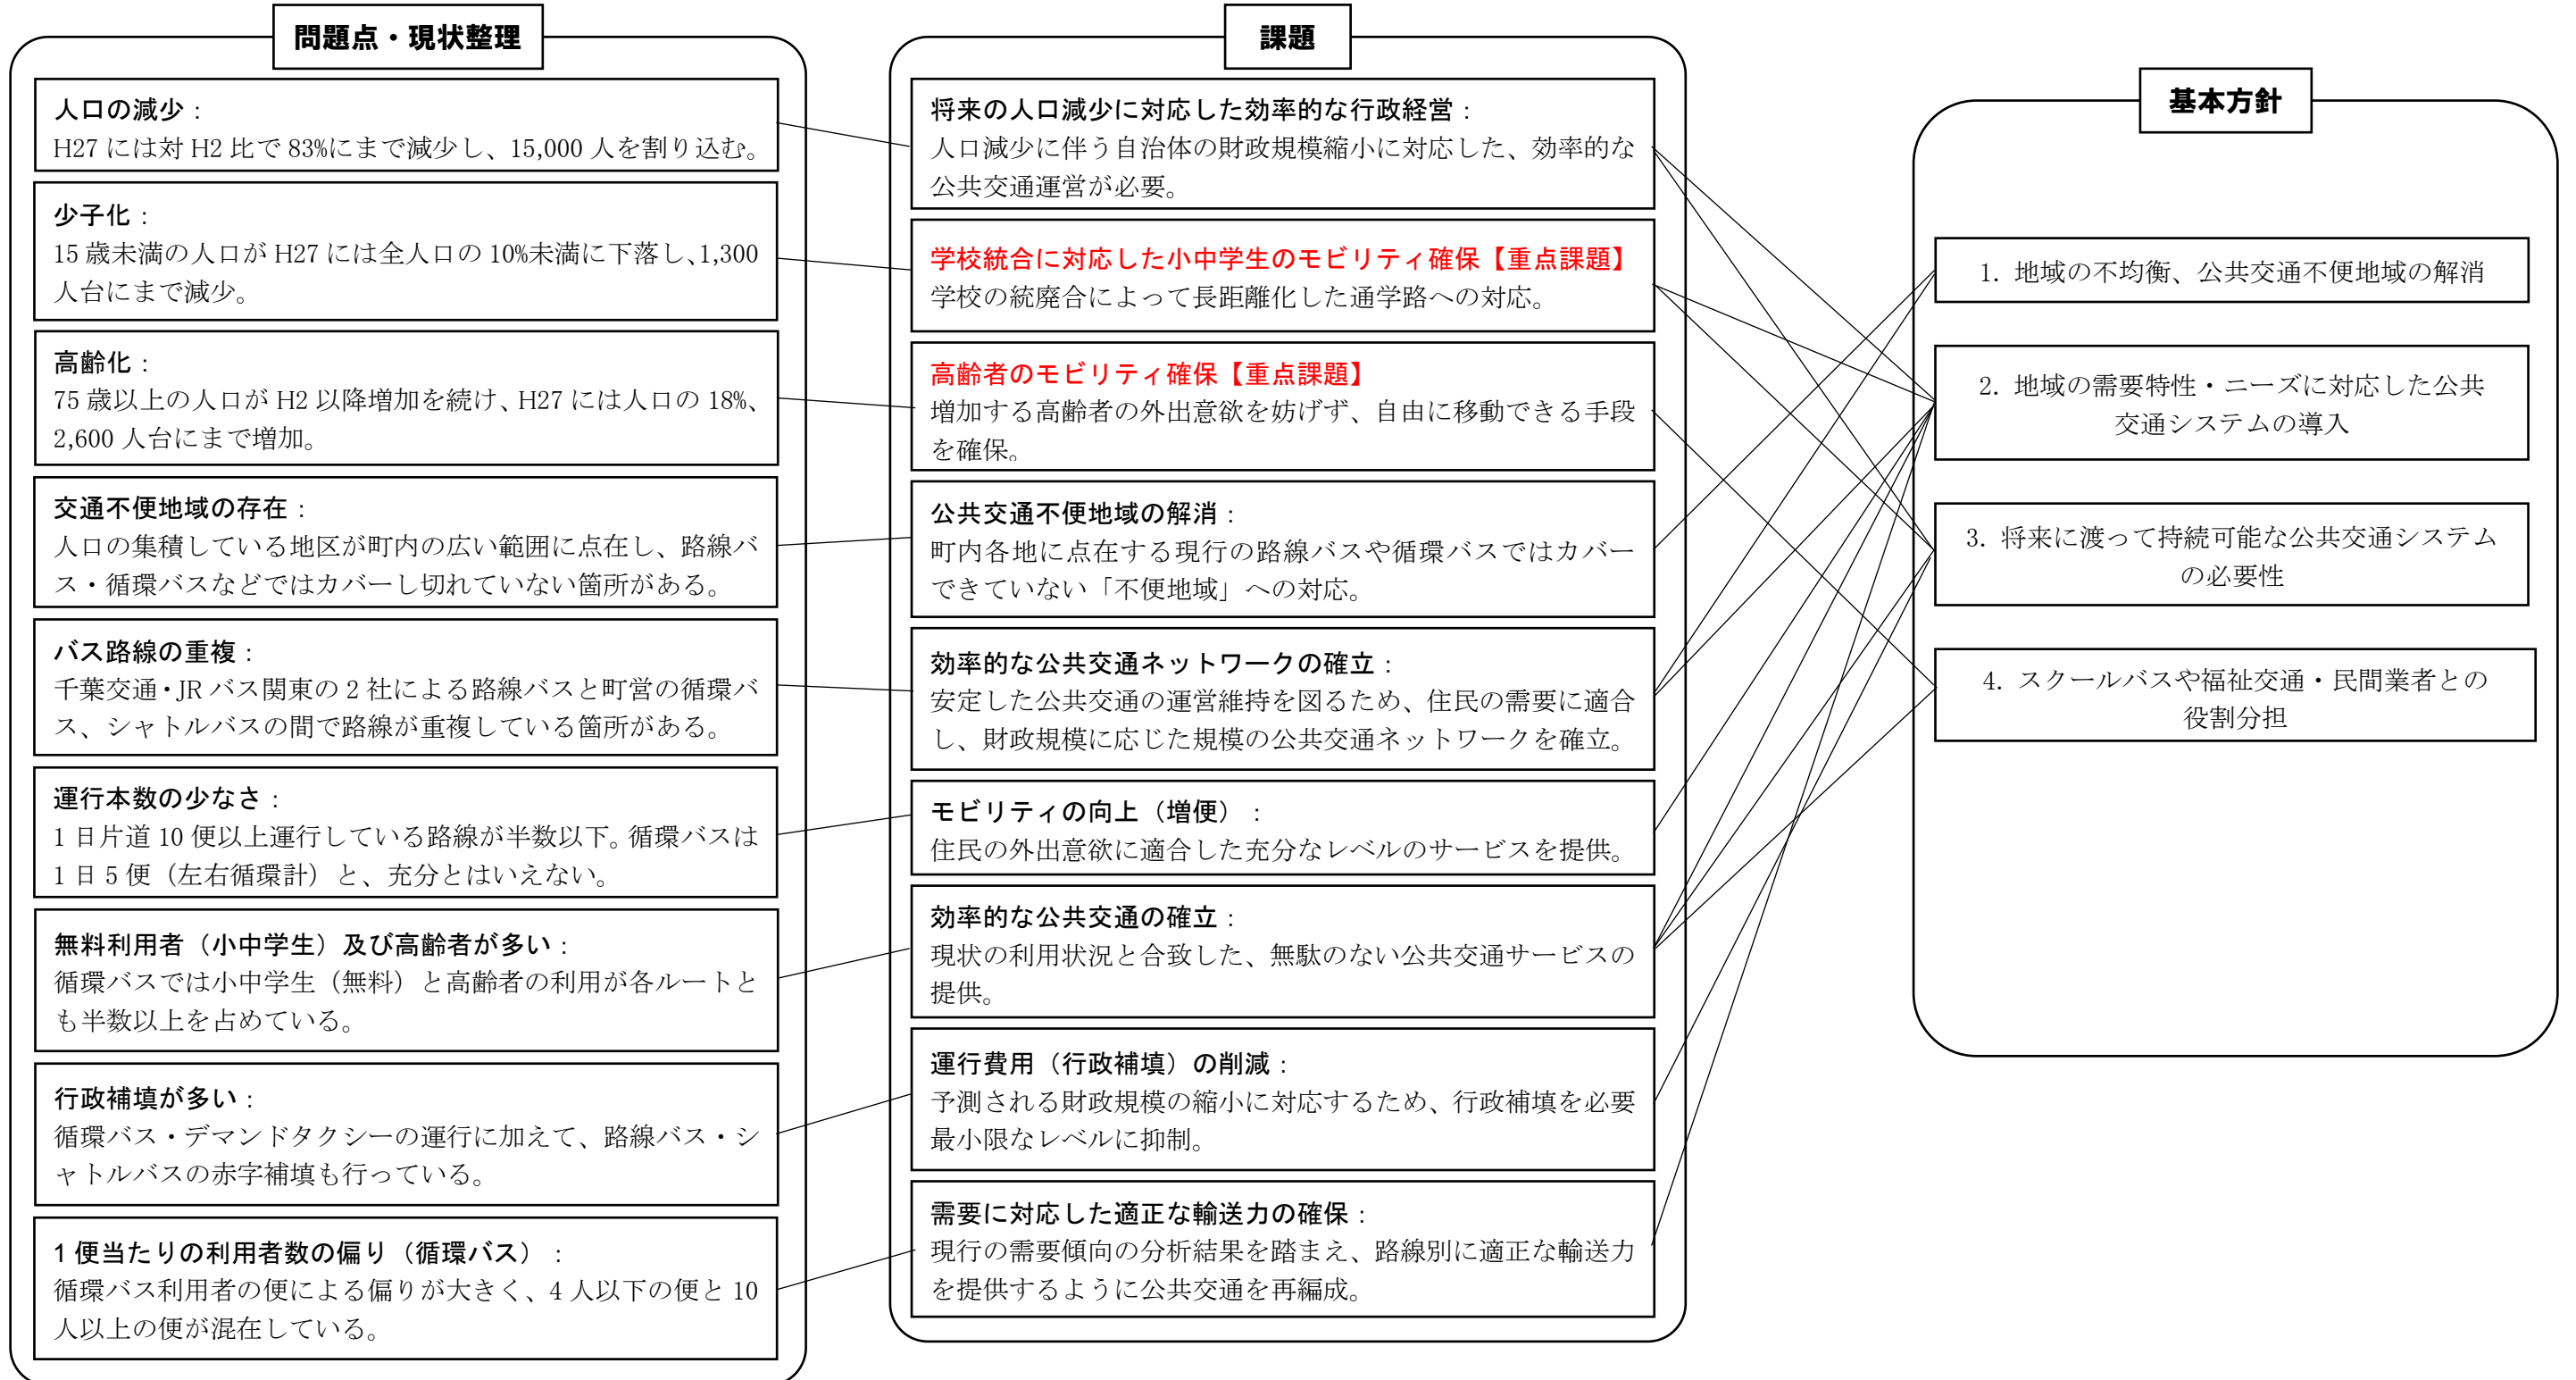 問題点・現状整理
人口の減少：
H27 には対 H2 比で 83%にまで減少し、15,000 人を割り込む。
少子化：
15 歳未満の人口が H27 には全人口の 10%未満に下落し、1,300
人台にまで減少。
高齢化：
75 歳以上の人口が H2 以降増加を続け、H27 には人口の 18%、
2,600 人台にまで増加。
交通不便地域の存在：
人口の集積している地区が町内の広い範囲に点在し、路線バ
ス・循環バスなどではカバーし切れていない箇所がある。
バス路線の重複：
千葉交通・JR バス関東の 2 社による路線バスと町営の循環バ
ス、シャトルバスの間で路線が重複している箇所がある。
運行本数の少なさ：
1 日片道 10 便以上運行している路線が半数以下。循環バスは
1 日 5 便（左右循環計）と、充分とはいえない。
無料利用者（小中学生）及び高齢者が多い：
循環バスでは小中学生（無料）と高齢者の利用が各ルートと
も半数以上を占めている。
行政補填が多い：
循環バス・デマンドタクシーの運行に加えて、路線バス・シ
ャトルバスの赤字補填も行っている。
1 便当たりの利用者数の偏り（循環バス）：
循環バス利用者の便による偏りが大きく、4 人以下の便と 10
人以上の便が混在している。
課題
将来の人口減少に対応した効率的な行政経営：
人口減少に伴う自治体の財政規模縮小に対応した、効率的な
公共交通運営が必要。
学校統合に対応した小中学生のモビリティ確保【重点課題】
学校の統廃合によって長距離化した通学路への対応。
高齢者のモビリティ確保【重点課題】
増加する高齢者の外出意欲を妨げず、自由に移動できる手段
を確保。
公共交通不便地域の解消：
町内各地に点在する現行の路線バスや循環バスではカバー
できていない「不便地域」への対応。
効率的な公共交通ネットワークの確立：
安定した公共交通の運営維持を図るため、住民の需要に適合
し、財政規模に応じた規模の公共交通ネットワークを確立。
モビリティの向上（増便）：
住民の外出意欲に適合した充分なレベルのサービスを提供。
効率的な公共交通の確立：
現状の利用状況と合致した、無駄のない公共交通サービスの
提供。
運行費用（行政補填）の削減：
予測される財政規模の縮小に対応するため、行政補填を必要
最小限なレベルに抑制。
需要に対応した適正な輸送力の確保：
現行の需要傾向の分析結果を踏まえ、路線別に適正な輸送力
を提供するように公共交通を再編成。
基本方針
1. 地域の不均衡、公共交通不便地域の解消
2. 地域の需要特性・ニーズに対応した公共
交通システムの導入
3. 将来に渡って持続可能な公共交通システム
の必要性
4. スクールバスや福祉交通・民間業者との
役割分担